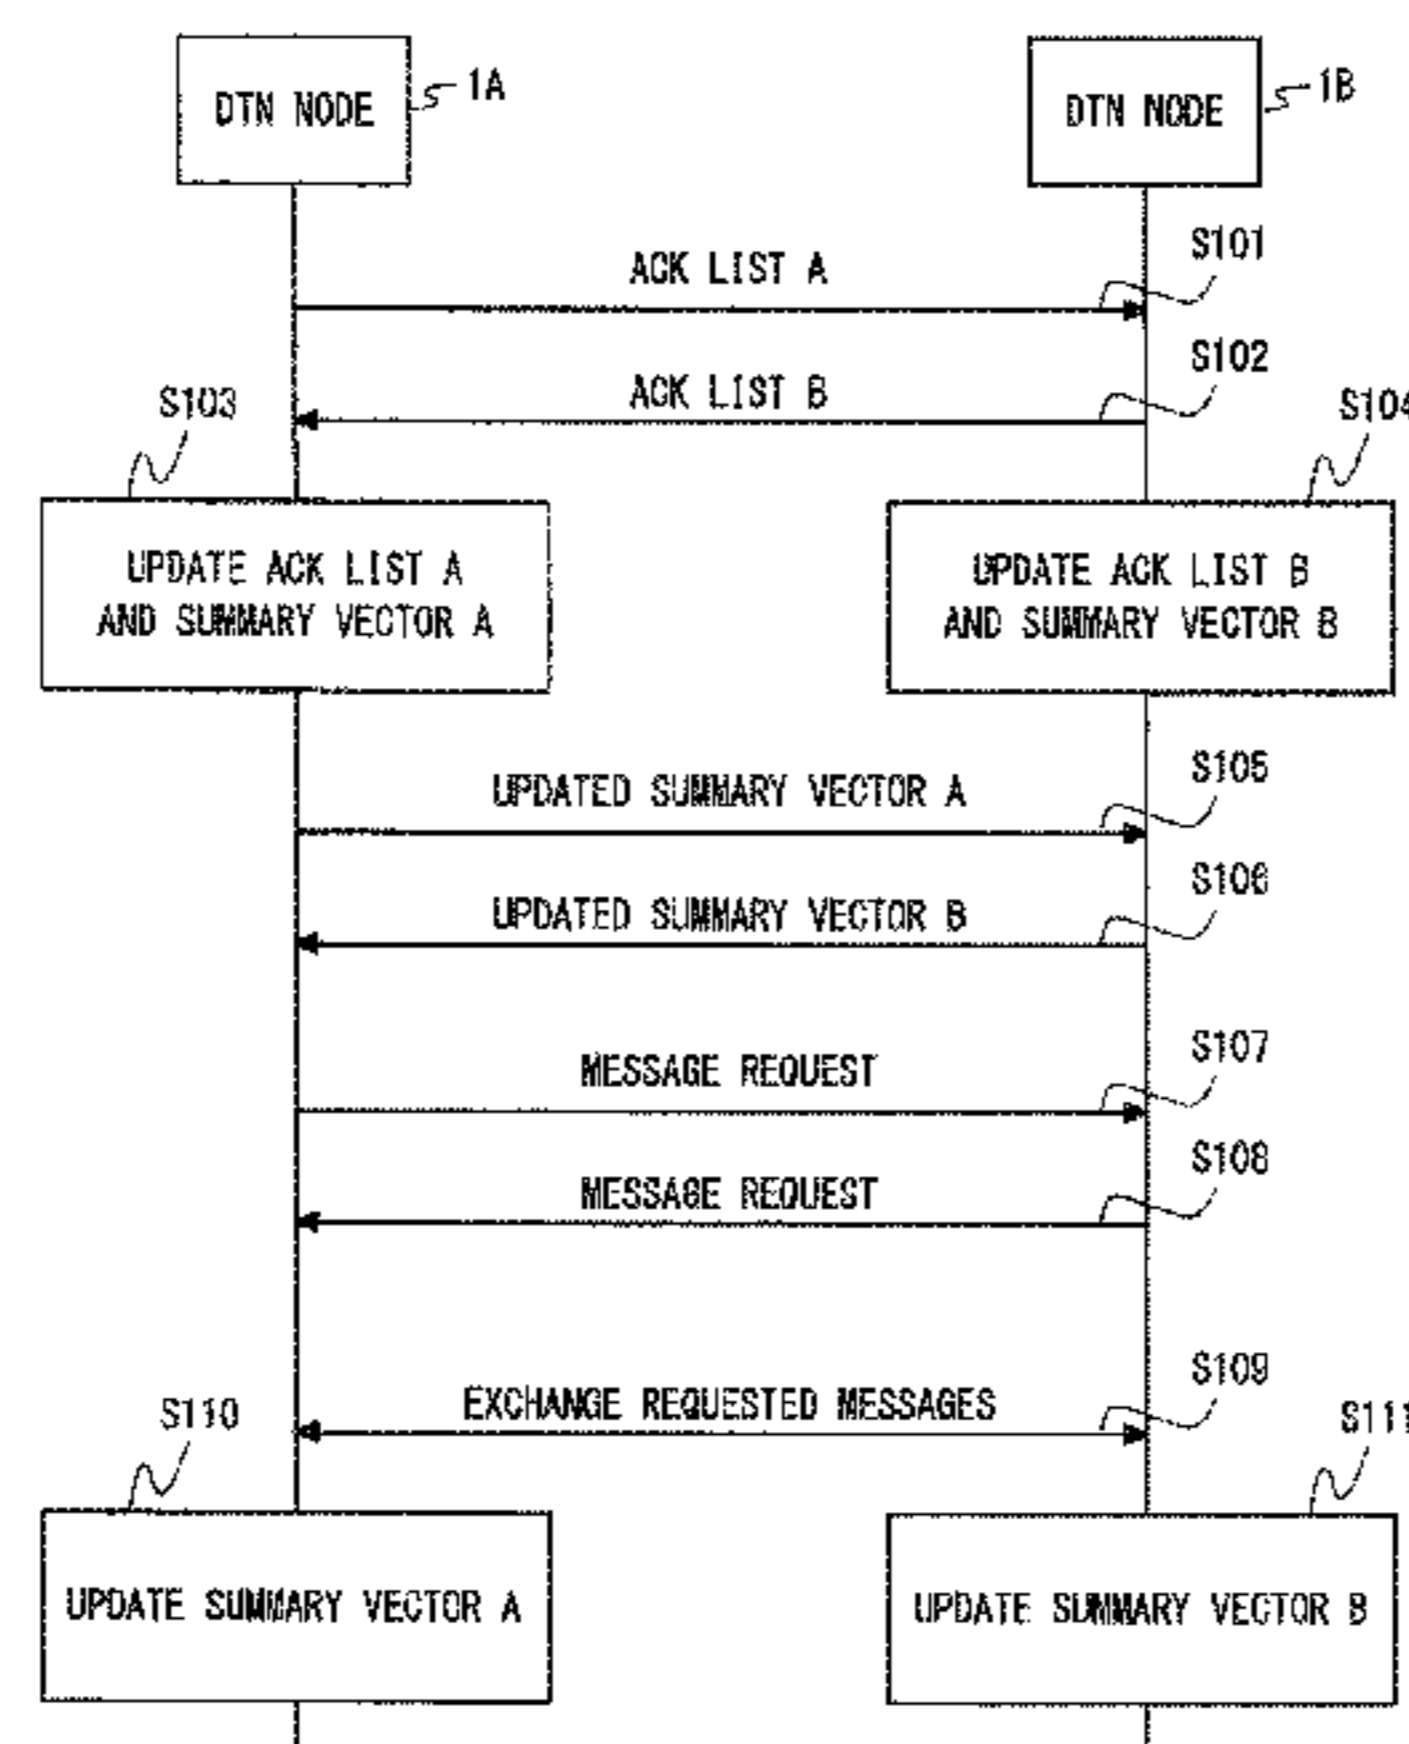 DTN NODE
1A
DTN NODE
1B
ACK LIST A
S101
ACK LIST B
S102
S103
S104
UPDATE ACK LIST A
AND SUMMARY VECTOR A
UPDATE ACK LIST B
AND SUMMARY VECTOR B
UPDATED SUMMARY VECTOR A
S105
UPDATED SUMMARY VECTOR B
S106
MESSAGE REQUEST
S107
MESSAGE REQUEST
S108
EXCHANGE REQUESTED MESSAGES
S109
S110
S111
UPDATE SUMMARY VECTOR A
UPDATE SUMMARY VECTOR B